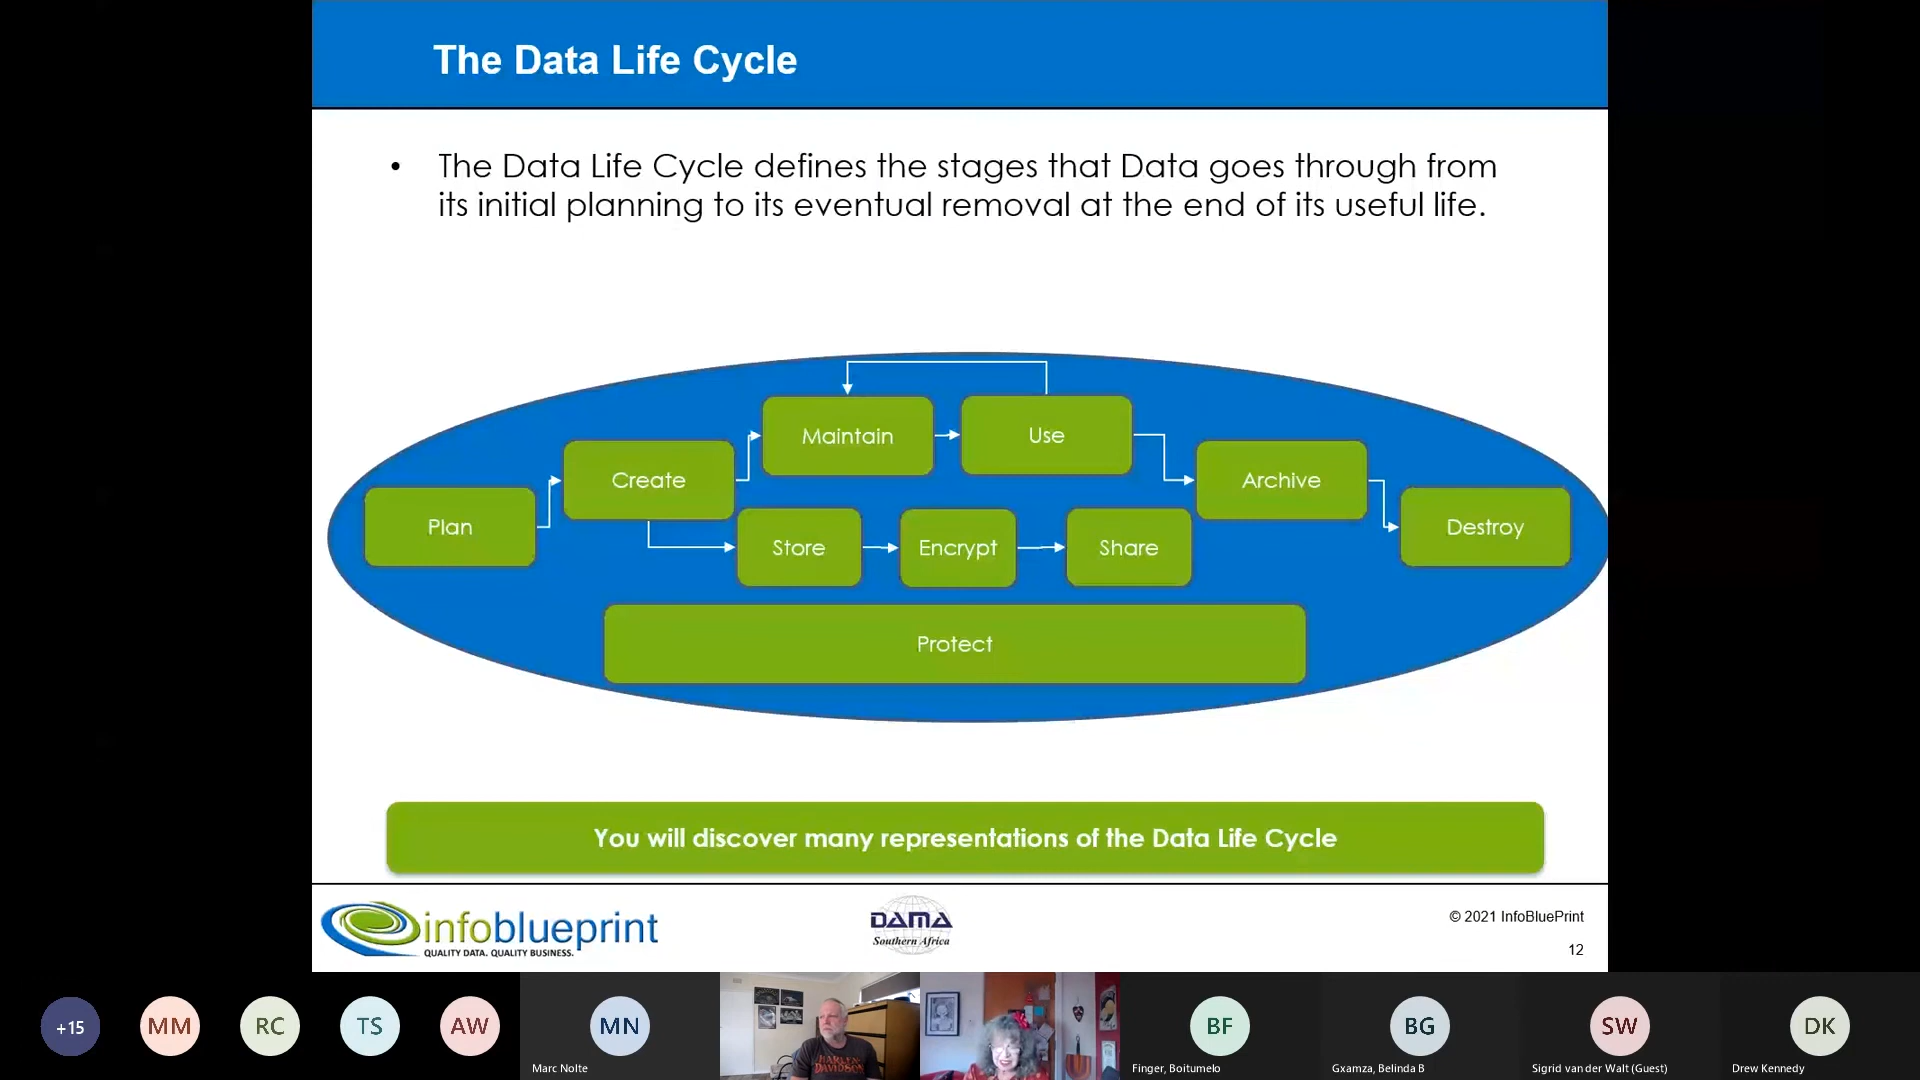 The Data Life Cycle
• The Data Life Cycle defines the stages that Data goes through from
its initial planning to its eventual removal at the end of its useful life.
Plan
Create
Maintain
Use
Archive
Destroy
Store
Encrypt
Share
Protect
You will discover many representations of the Data Life Cycle
infoblueprint
QUALITY DATA. QUALITY BUSINESS.
DAMA
Southern Africa
© 2021 InfoBluePrint
12
+15
MM
RC
TS
AW
MN
Marc Nolte
HARLEY
DAVIDSON
BF
Finger, Boitumelo
BG
Gxamza, Belinda B
SW
Sigrid van der Walt (Guest)
DK
Drew Kennedy